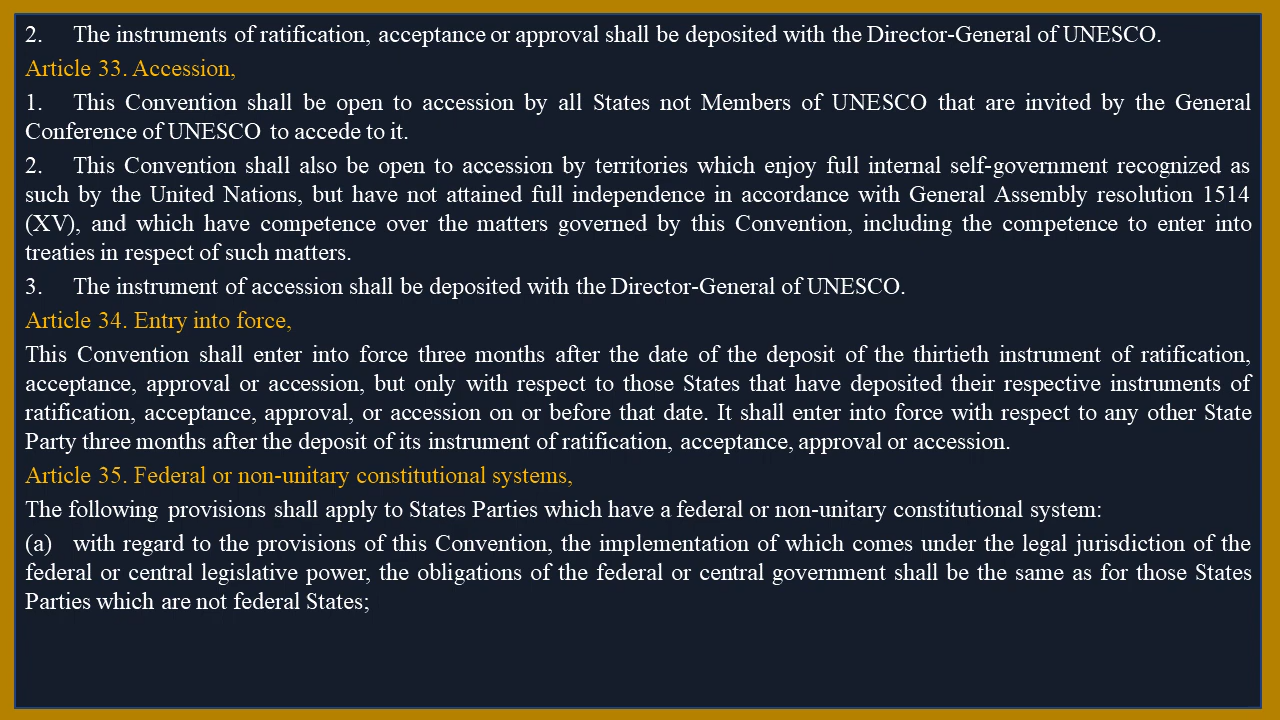 2. The instruments of ratification, acceptance or approval shall be deposited with the Director-General of UNESCO.
Article 33. Accession,
1. This Convention shall be open to accession by all States not Members of UNESCO that are invited by the General
Conference of UNESCO to accede to it.
2. This Convention shall also be open to accession by territories which enjoy full internal self-government recognized as
such by the United Nations, but have not attained full independence in accordance with General Assembly resolution 1514
(XV), and which have competence over the matters governed by this Convention, including the competence to enter into
treaties in respect of such matters.
3. The instrument of accession shall be deposited with the Director-General of UNESCO.
Article 34. Entry into force,
This Convention shall enter into force three months after the date of the deposit of the thirtieth instrument of ratification,
acceptance, approval or accession, but only with respect to those States that have deposited their respective instruments of
ratification, acceptance, approval, or accession on or before that date. It shall enter into force with respect to any other State
Party three months after the deposit of its instrument of ratification, acceptance, approval or accession.
Article 35. Federal or non-unitary constitutional systems,
The following provisions shall apply to States Parties which have a federal or non-unitary constitutional system:
(a) with regard to the provisions of this Convention, the implementation of which comes under the legal jurisdiction of the
federal or central legislative power, the obligations of the federal or central government shall be the same as for those States
Parties which are not federal States;